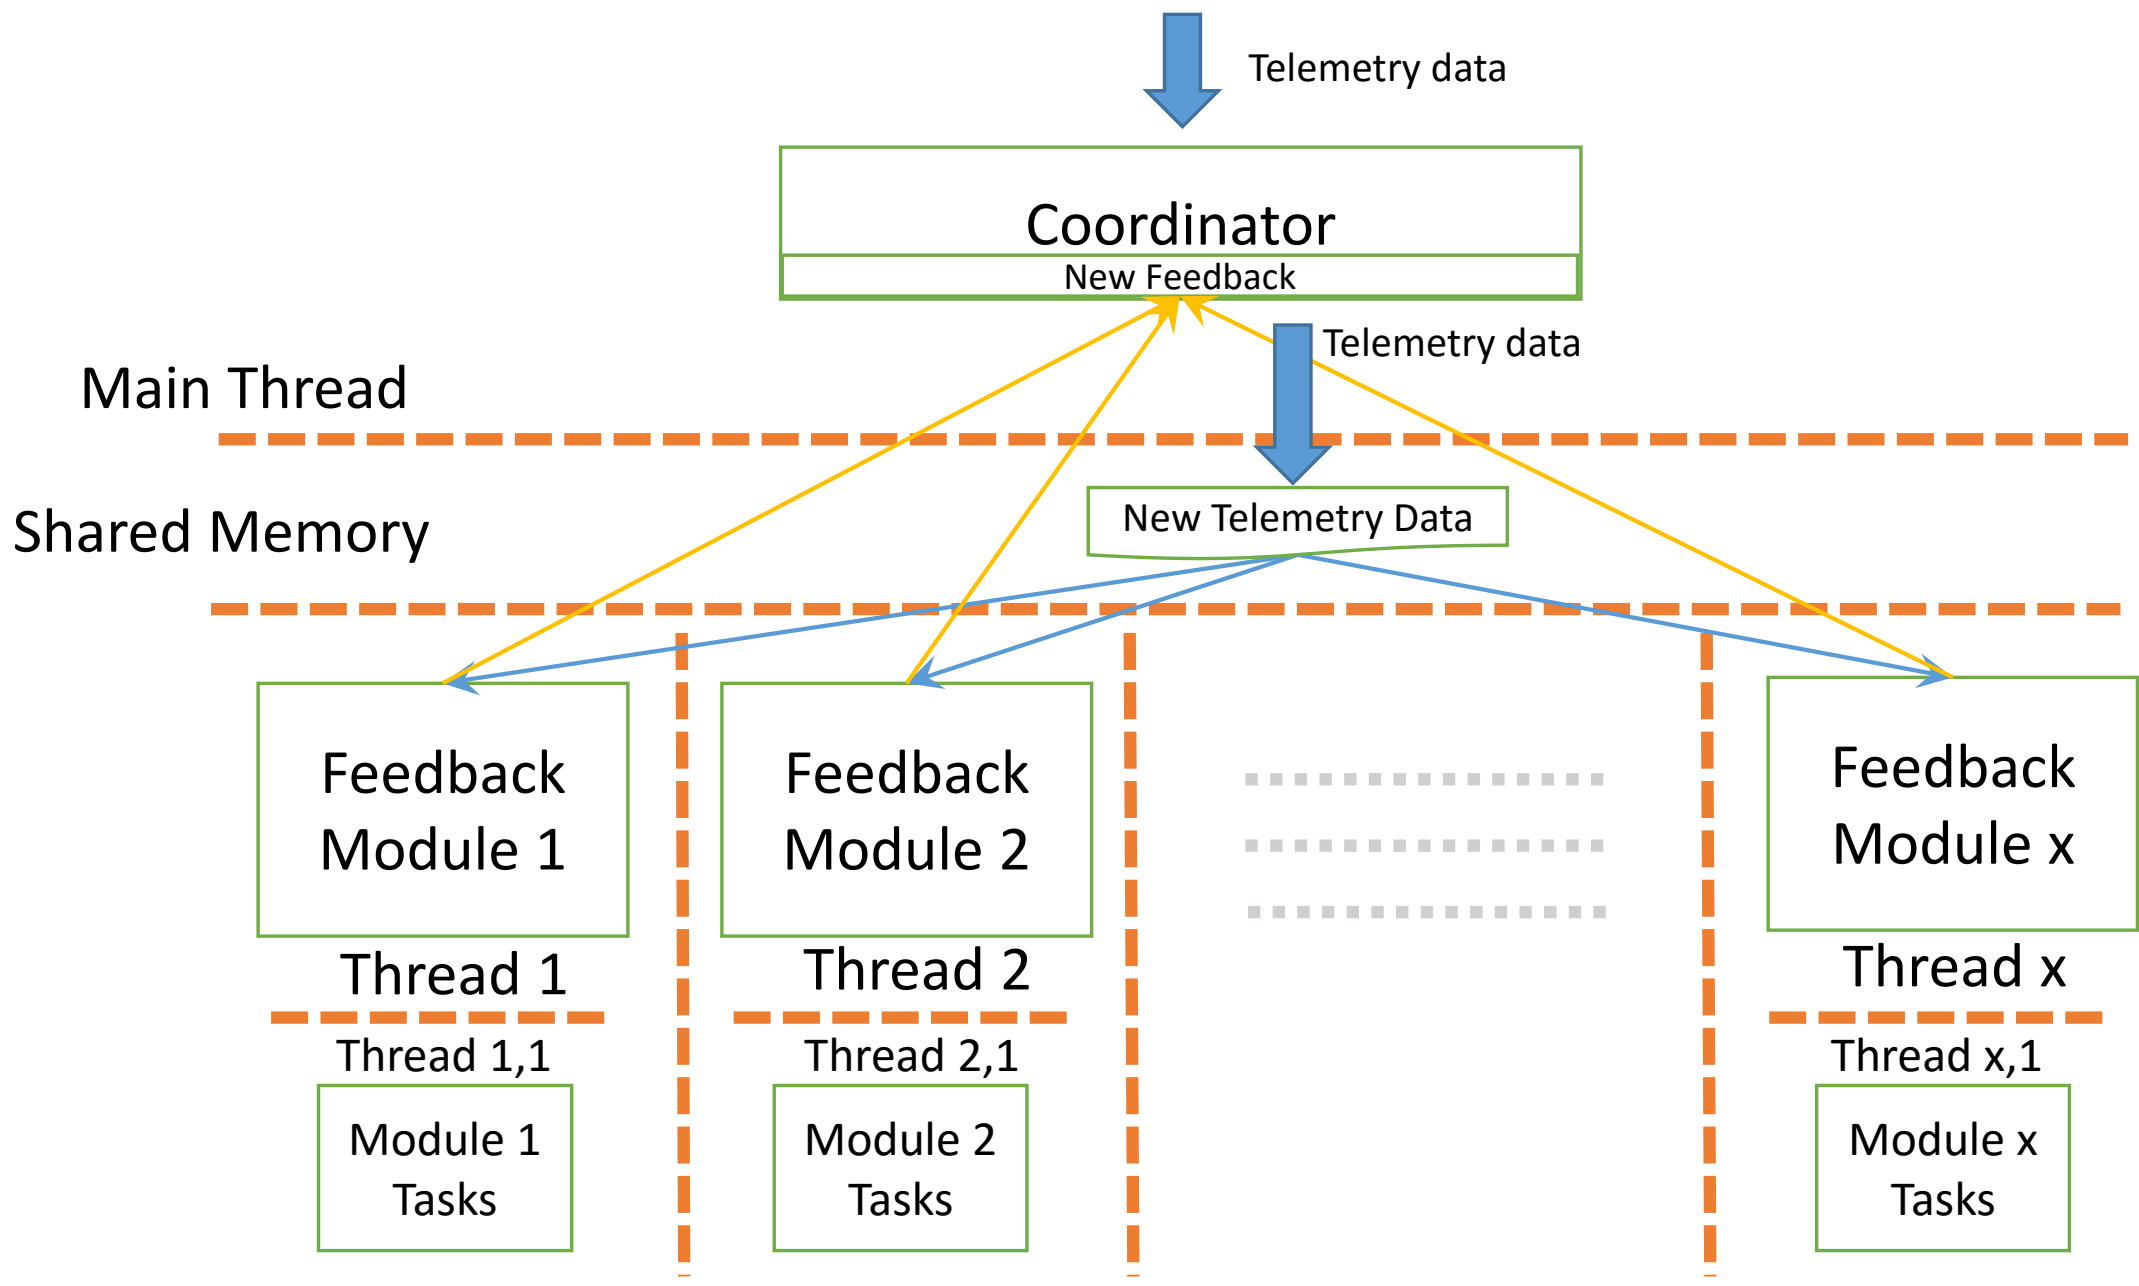 Telemetry data
Coordinator
New Feedback
Telemetry data
Main Thread
New Telemetry Data
Shared Memory
Feedback
Module 1
Feedback
Module 2
Feedback
Module x
Thread 1
Thread 2
Thread x
Thread 1,1
Thread 2,1
Thread x,1
Module 1
Tasks
Module 2
Tasks
Module x
Tasks